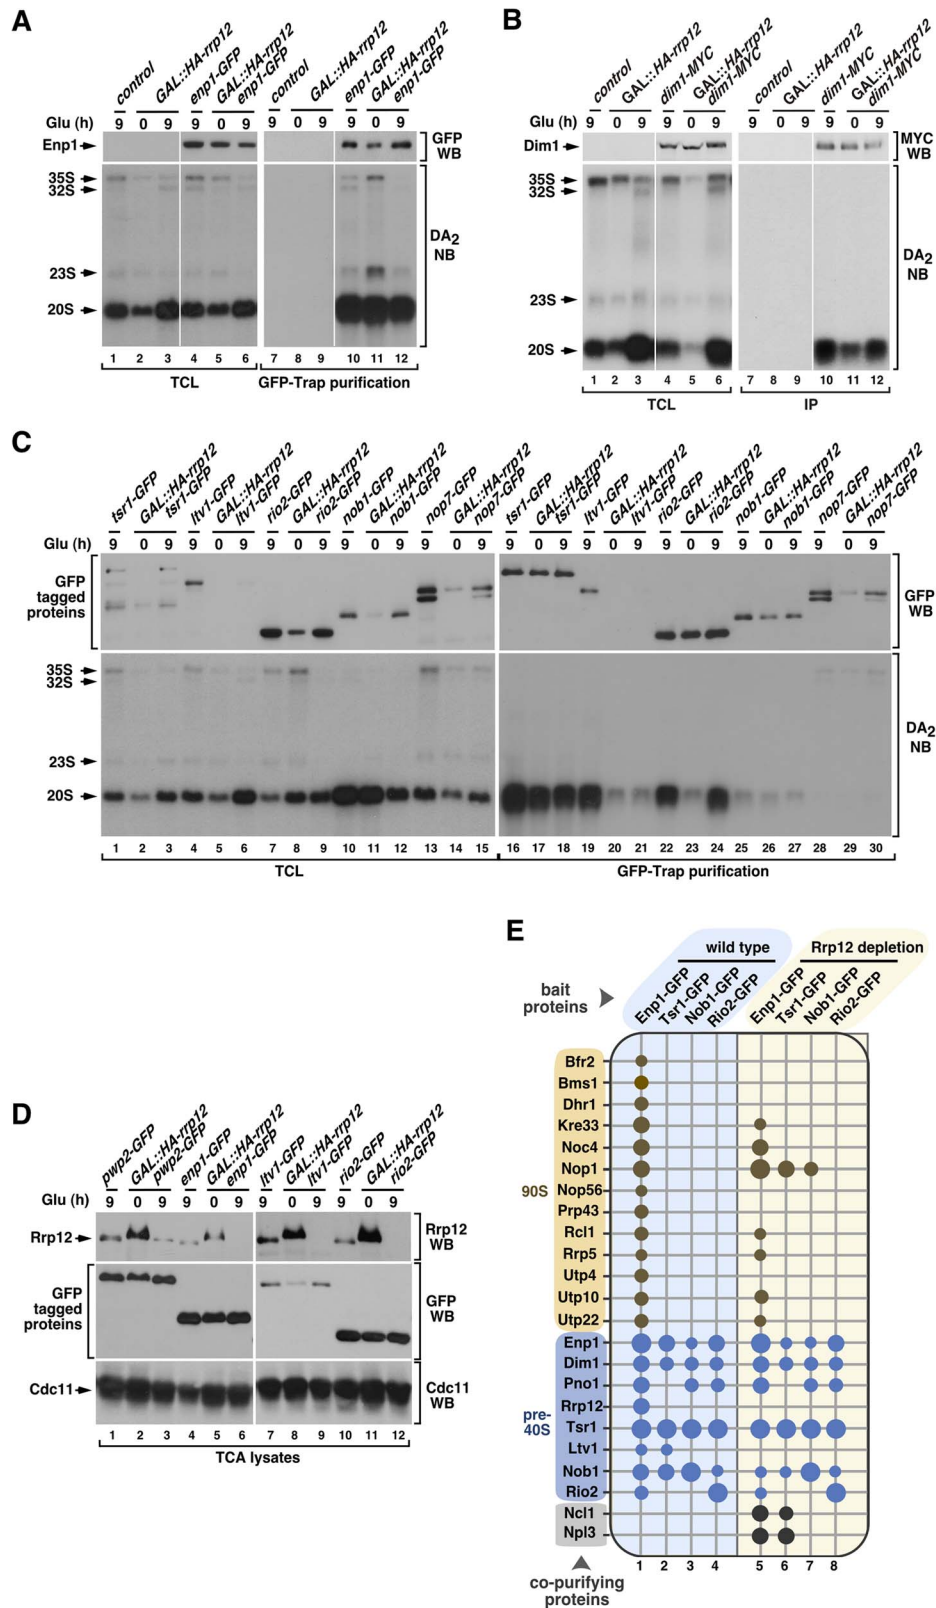 A
control
GAL::HA-rrp12
enp1-GFP
GAL::HA-rrp12
enp1-GFP
control
GAL::HA-rrp12
enp1-GFP
GAL::HA-rrp12
enp1-GFP
Glu (h) 9 0 9 9 0 9 9 0 9 9 0 9
Enp1
GFP
WB
35S
32S
23S
20S
DA2
NB
1 2 3 4 5 6 7 8 9 10 11 12
TCL GFP-Trap purification
B
control
GAL::HA-rrp12
dim1-MYC
GAL::HA-rrp12
dim1-MYC
control
GAL::HA-rrp12
dim1-MYC
GAL::HA-rrp12
dim1-MYC
Glu (h) 9 0 9 9 0 9 9 0 9 9 0 9
Dim1
MYC
WB
35S
32S
23S
20S
DA2
NB
1 2 3 4 5 6 7 8 9 10 11 12
TCL IP
C
tsr1-GFP
GAL::HA-rrp12
tsr1-GFP
ltv1-GFP
GAL::HA-rrp12
ltv1-GFP
rio2-GFP
GAL::HA-rrp12
rio2-GFP
nob1-GFP
GAL::HA-rrp12
nob1-GFP
nop7-GFP
GAL::HA-rrp12
nop7-GFP
tsr1-GFP
GAL::HA-rrp12
tsr1-GFP
ltv1-GFP
GAL::HA-rrp12
ltv1-GFP
rio2-GFP
GAL::HA-rrp12
rio2-GFP
nob1-GFP
GAL::HA-rrp12
nob1-GFP
nop7-GFP
GAL::HA-rrp12
nop7-GFP
Glu (h) 9 0 9 9 0 9 9 0 9 9 0 9 9 0 9 9 0 9 9 0 9 9 0 9 9 0 9 9 0 9
GFP
tagged
proteins
GFP
WB
35S
32S
23S
20S
DA2
NB
1 2 3 4 5 6 7 8 9 10 11 12 13 14 15 16 17 18 19 20 21 22 23 24 25 26 27 28 29 30
TCL GFP-Trap purification
D
pwp2-GFP
GAL::HA-rrp12
pwp2-GFP
enp1-GFP
GAL::HA-rrp12
enp1-GFP
ltv1-GFP
GAL::HA-rrp12
ltv1-GFP
rio2-GFP
GAL::HA-rrp12
rio2-GFP
Glu (h) 9 0 9 9 0 9 9 0 9 9 0 9
Rrp12
Rrp12
WB
GFP
tagged
proteins
GFP
WB
Cdc11
Cdc11
WB
1 2 3 4 5 6 7 8 9 10 11 12
TCA lysates
E
wild type
Rrp12 depletion
bait
proteins
Enp1-GFP
Tsr1-GFP
Nob1-GFP
Rio2-GFP
Enp1-GFP
Tsr1-GFP
Nob1-GFP
Rio2-GFP
90S
Bfr2
Bms1
Dhr1
Kre33
Noc4
Nop1
Nop56
Prp43
Rcl1
Rrp5
Utp4
Utp10
Utp22
pre-
40S
Enp1
Dim1
Pno1
Rrp12
Tsr1
Ltv1
Nob1
Rio2
Ncl1
Npl3
1 2 3 4 5 6 7 8
co-purifying
proteins